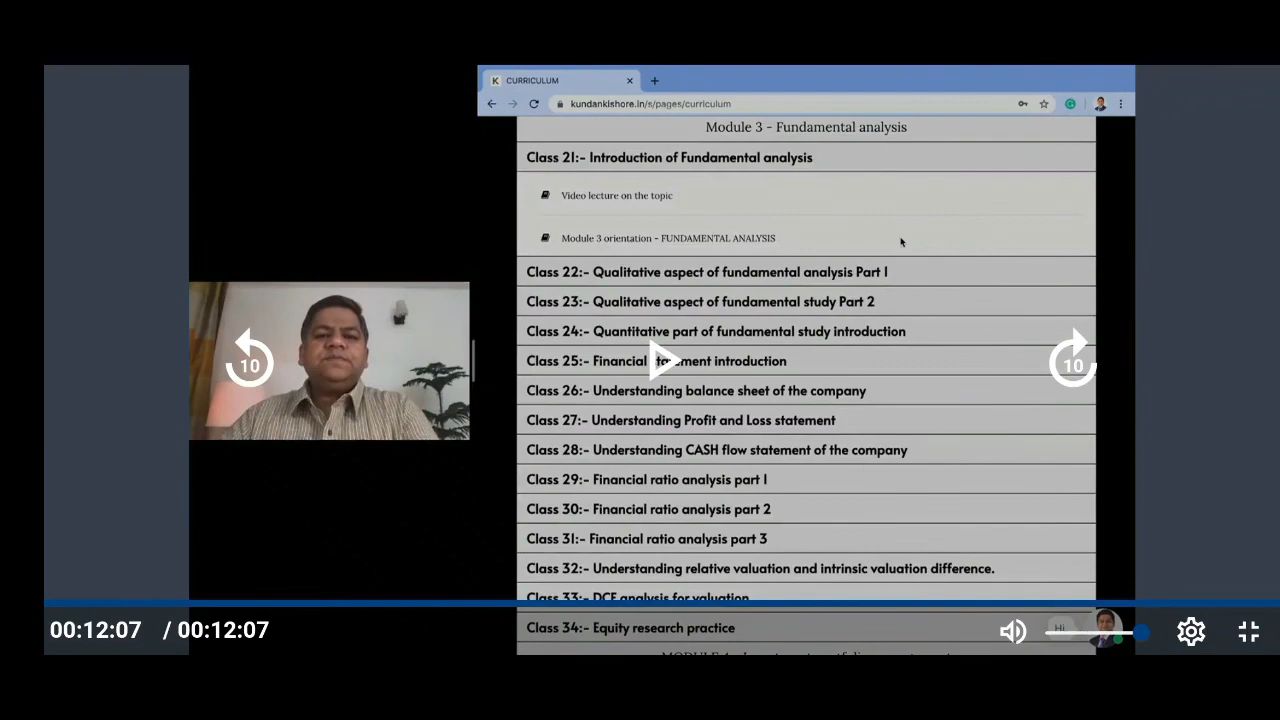 CURRICULUM
kundankishore.in/s/pages/curriculum
Module 3 - Fundamental analysis
Class 21:- Introduction of Fundamental analysis
Video lecture on the topic
Module 3 orientation - FUNDAMENTAL ANALYSIS
Class 22:- Qualitative aspect of fundamental analysis Part 1
Class 23:- Qualitative aspect of fundamental study Part 2
Class 24:- Quantitative part of fundamental study introduction
10
Class 25:- Financial statement introduction
10
Class 26:- Understanding balance sheet of the company
Class 27:- Understanding Profit and Loss statement
Class 28:- Understanding CASH flow statement of the company
Class 29:- Financial ratio analysis part 1
Class 30:- Financial ratio analysis part 2
Class 31:- Financial ratio analysis part 3
Class 32:- Understanding relative valuation and intrinsic valuation difference.
Class 33:- DCF analysis for valuation
00:12:07 / 00:12:07
Class 34:- Equity research practice
Hi